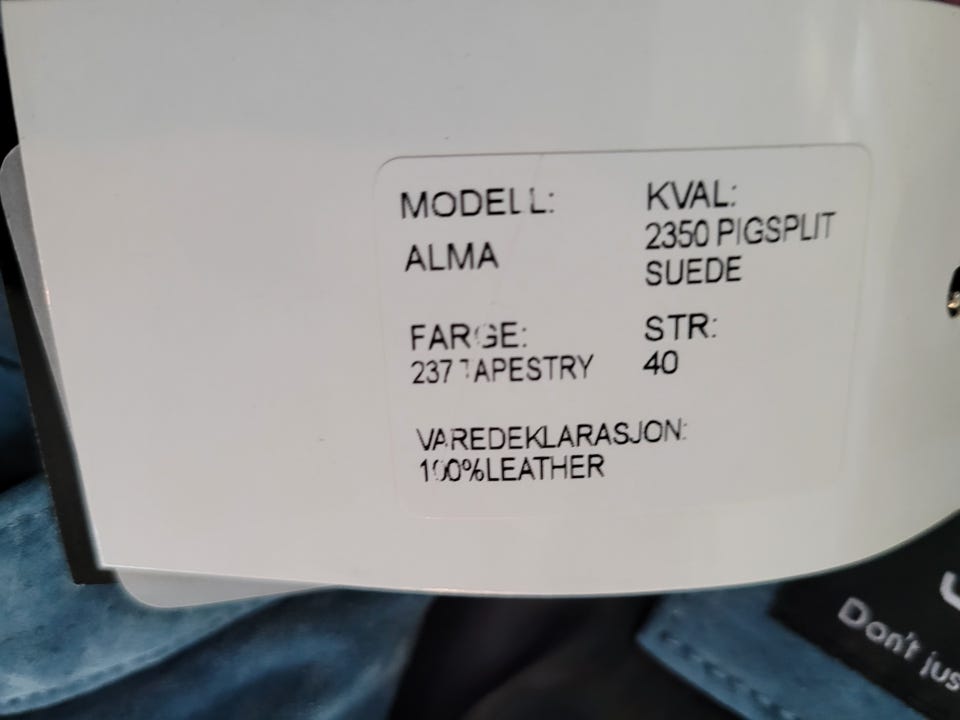 MODELL:
ALMA
KVAL:
2350 PIGSPLIT
SUEDE
FARGE:
237 TAPESTRY
STR:
40
VAREDEKLARASJON:
100%LEATHER
Don't